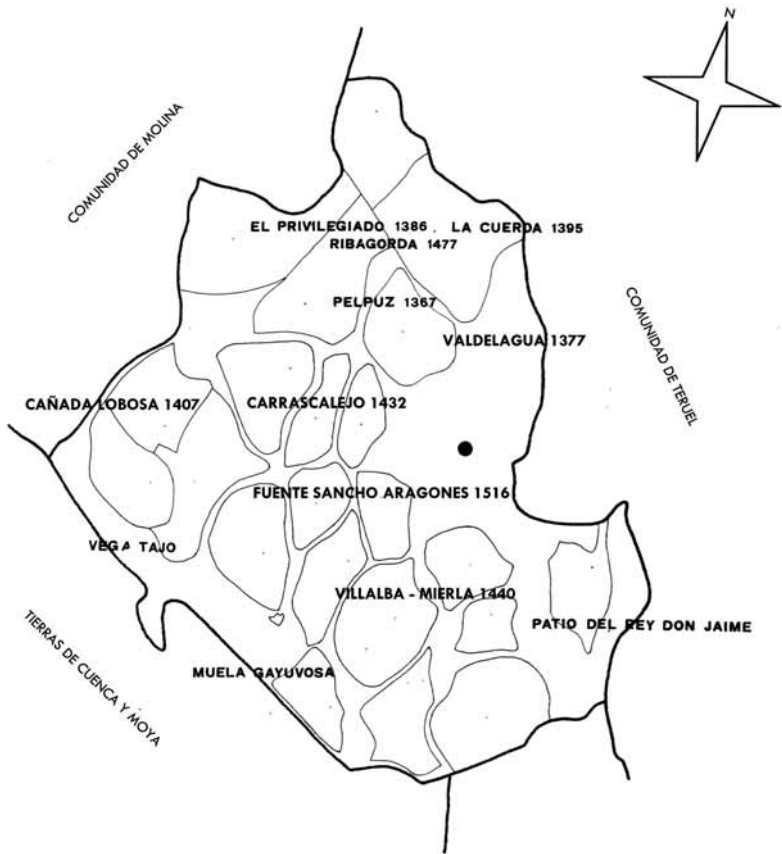 N
COMUNIDAD DE MOLINA
EL PRIVILEGIADO 1386
LA CUERDA 1395
RIBAGORDA 1477
PELPUZ 1367
COMUNIDAD DE TERUEL
VALDELAGUA 1377
CAÑADA LOBOSA 1407
CARRASCALEJO 1432
FUENTE SANCHO ARAGONES 1516
VEGA TAJO
VILLALBA - MIERLA 1440
PATIO DEL REY DON JAIME
TIERRAS DE CUENCA Y MOYA
MUELA GAYUVOSA